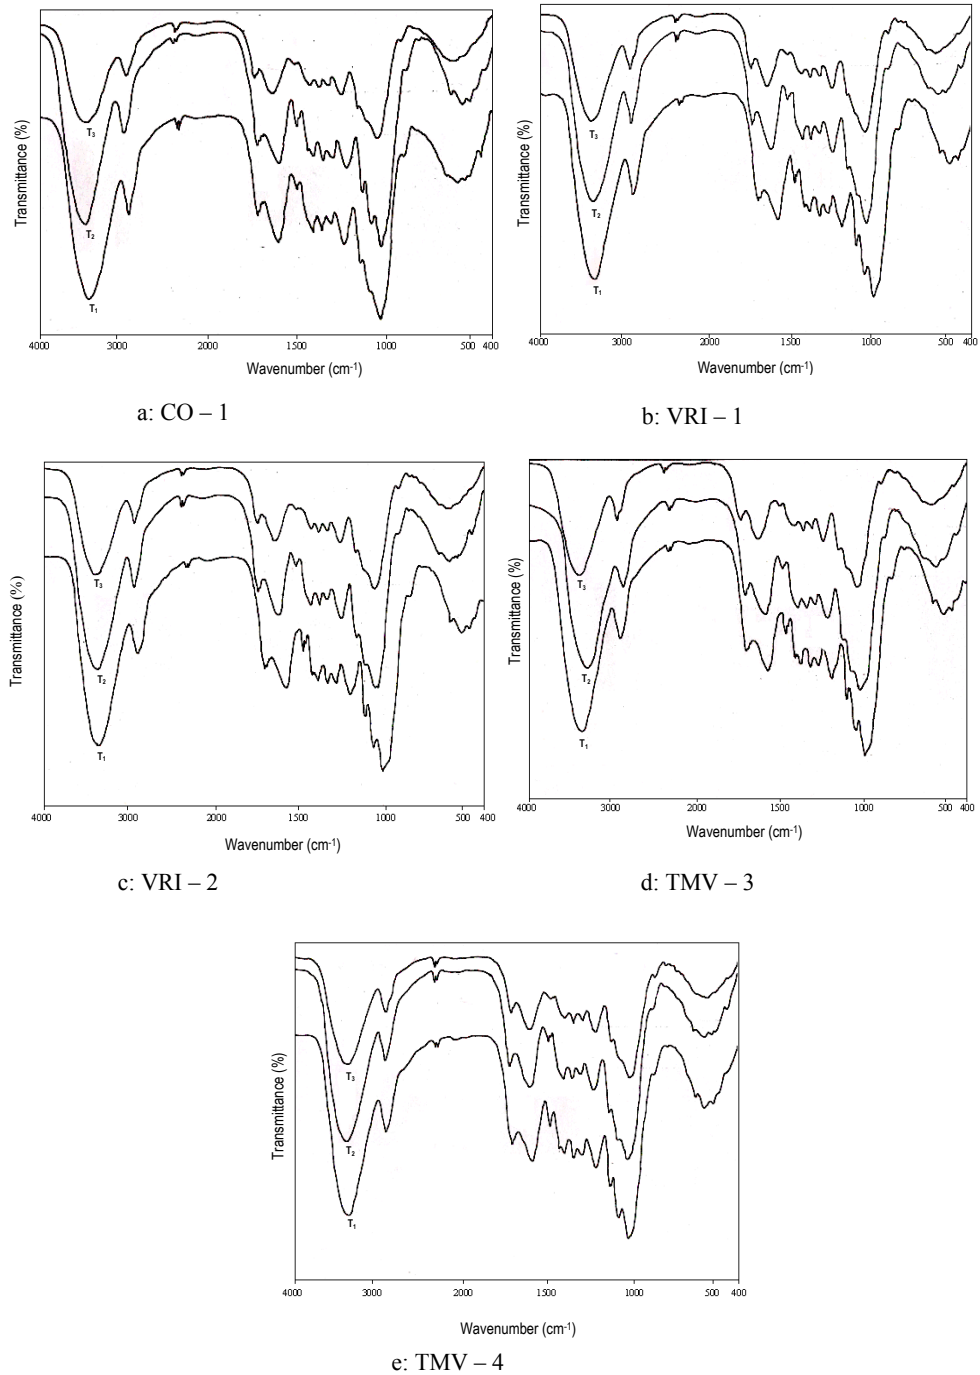 Transmittance (%)
T₃
T₂
T₁
4000 3000 2000 1500 1000 500 400
Wavenumber (cm⁻¹)
a: CO – 1
Transmittance (%)
T₃
T₂
T₁
4000 3000 2000 1500 1000 500 400
Wavenumber (cm⁻¹)
b: VRI – 1
Transmittance (%)
T₃
T₂
T₁
4000 3000 2000 1500 1000 500 400
Wavenumber (cm⁻¹)
c: VRI – 2
Transmittance (%)
T₃
T₂
T₁
4000 3000 2000 1500 1000 500 400
Wavenumber (cm⁻¹)
d: TMV – 3
Transmittance (%)
T₃
T₂
T₁
4000 3000 2000 1500 1000 500 400
Wavenumber (cm⁻¹)
e: TMV – 4